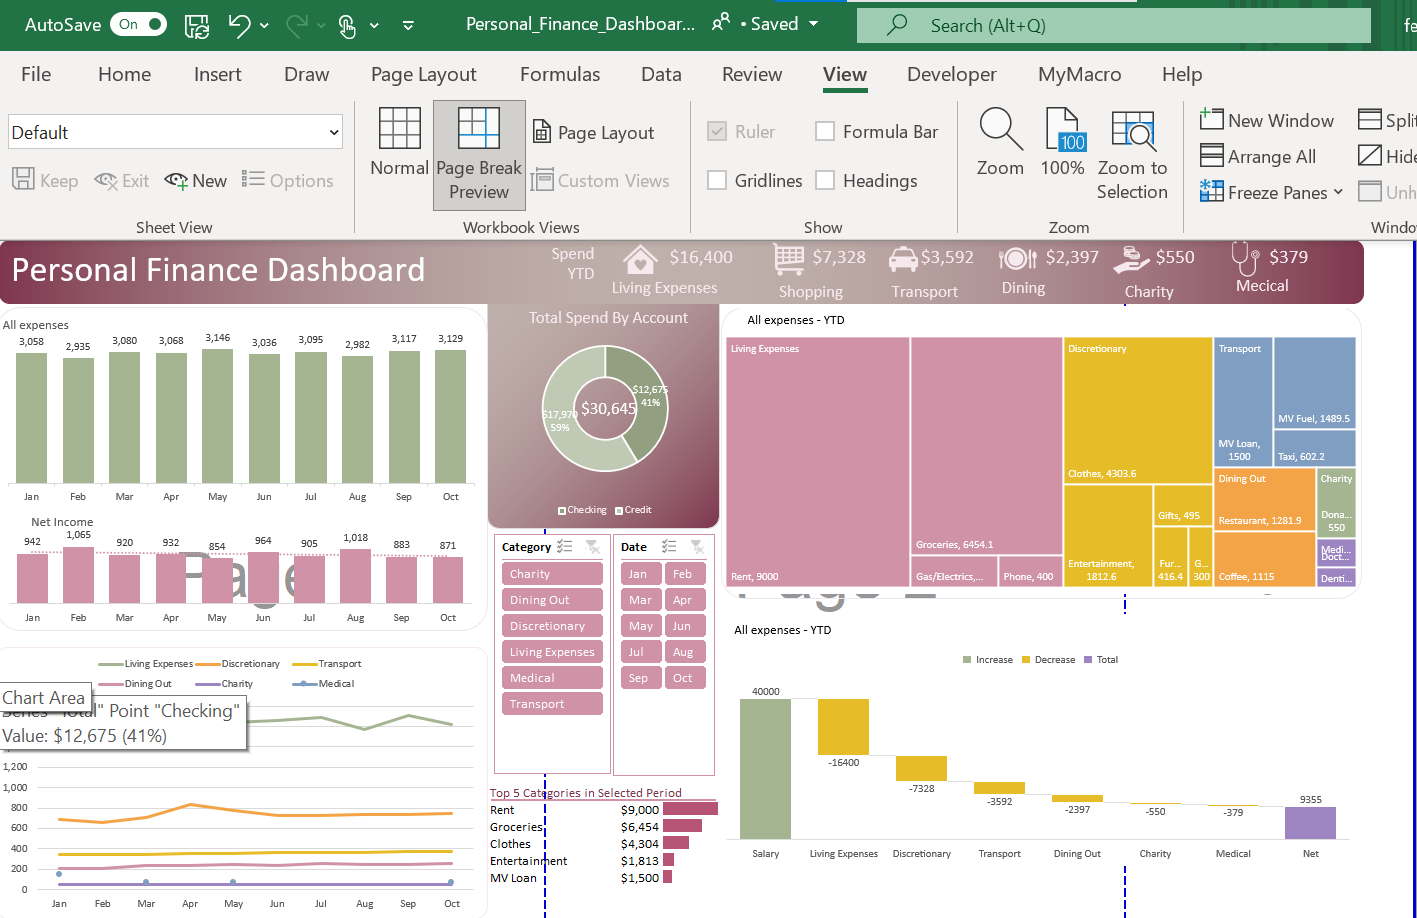 AutoSave On
Personal_Finance_Dashboar... • Saved
Search (Alt+Q)
File Home Insert Draw Page Layout Formulas Data Review View Developer MyMacro Help
Default
Keep Exit New Options
Sheet View
Normal
Page Break Preview
Page Layout
Custom Views
Workbook Views
Ruler
Formula Bar
Gridlines
Headings
Show
Zoom
100
100%
Zoom to Selection
Zoom
New Window
Arrange All
Freeze Panes
Personal Finance Dashboard
Spend YTD
$16,400
Living Expenses
$7,328
Shopping
$3,592
Transport
$2,397
Dining
$550
Charity
$379
Mecical
All expenses
3,058 2,935 3,080 3,068 3,146 3,036 3,095 2,982 3,117 3,129
Jan Feb Mar Apr May Jun Jul Aug Sep Oct
Net Income
942 1,065 920 932 854 964 905 1,018 883 871
Jan Feb Mar Apr May Jun Jul Aug Sep Oct
Total Spend By Account
$12,675
41%
$30,645
$17,970
59%
Checking Credit
Category
Charity
Dining Out
Discretionary
Living Expenses
Medical
Transport
Date
Jan Feb
Mar Apr
May Jun
Jul Aug
Sep Oct
All expenses - YTD
Living Expenses
Rent, 9000
Groceries, 6454.1
Gas/Electrics,...
Phone, 400
Discretionary
Clothes, 4303.6
Entertainment, 1812.6
Gifts, 495
Fur... 416.4
G... 300
Transport
MV Loan, 1500
MV Fuel, 1489.5
Taxi, 602.2
Dining Out
Restaurant, 1281.9
Coffee, 1115
Charity
Dona... 550
Medi...
Doct...
Denti...
Living Expenses Discretionary Transport
Dining Out Charity Medical
Chart Area
Series "Total" Point "Checking"
Value: $12,675 (41%)
1,200
1,000
800
600
400
200
0
Jan Feb Mar Apr May Jun Jul Aug Sep Oct
Top 5 Categories in Selected Period
Rent $9,000
Groceries $6,454
Clothes $4,304
Entertainment $1,813
MV Loan $1,500
All expenses - YTD
Increase Decrease Total
40000
-16400
-7328
-3592
-2397
-550
-379
9355
Salary Living Expenses Discretionary Transport Dining Out Charity Medical Net